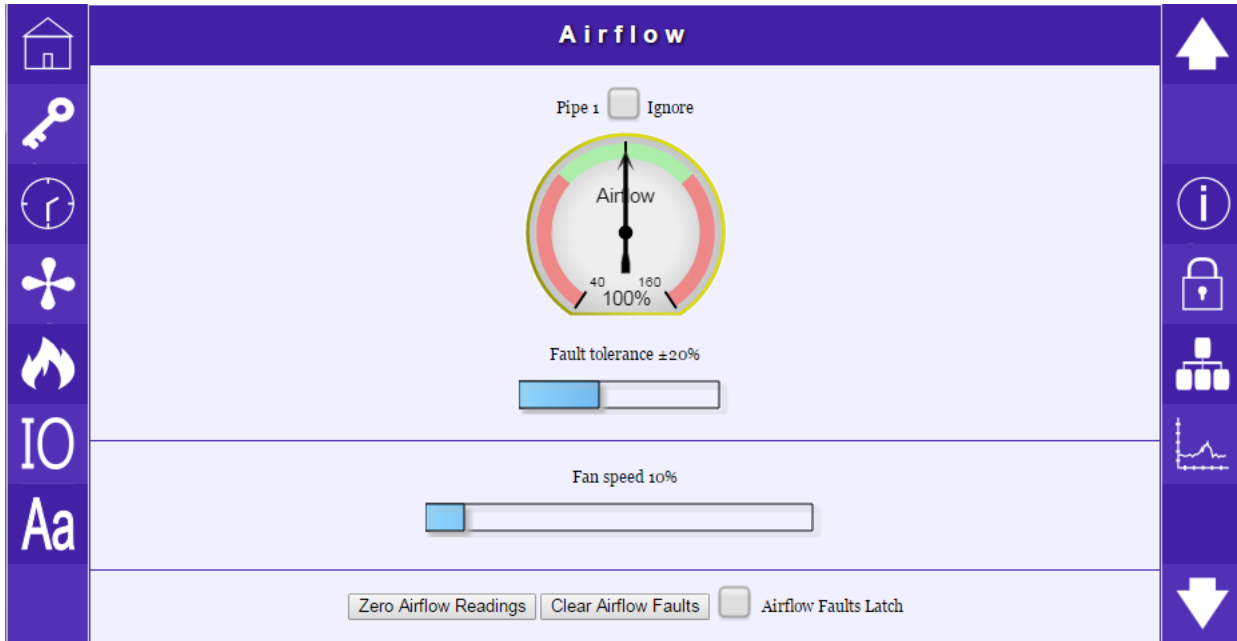 Airflow
Pipe 1 Ignore
Airflow
40 160
100%
Fault tolerance ±20%
IO
Fan speed 10%
Aa
Zero Airflow Readings Clear Airflow Faults Airflow Faults Latch